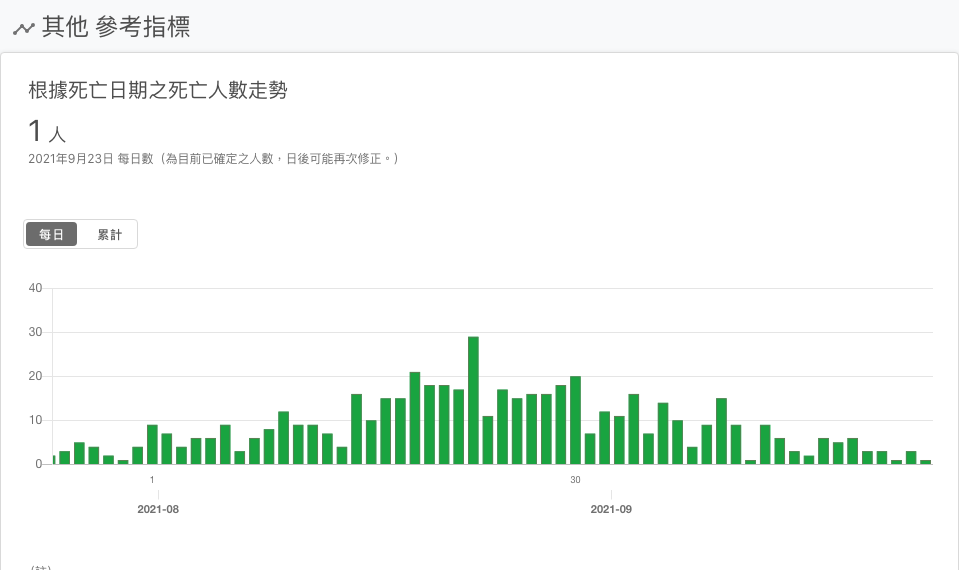 其他 參考指標
根據死亡日期之死亡人數走勢
1 人
2021年9月23日 每日數（為目前已確定之人數，日後可能再次修正。）
每日 累計
40
30
20
10
0
1 30
2021-08 2021-09